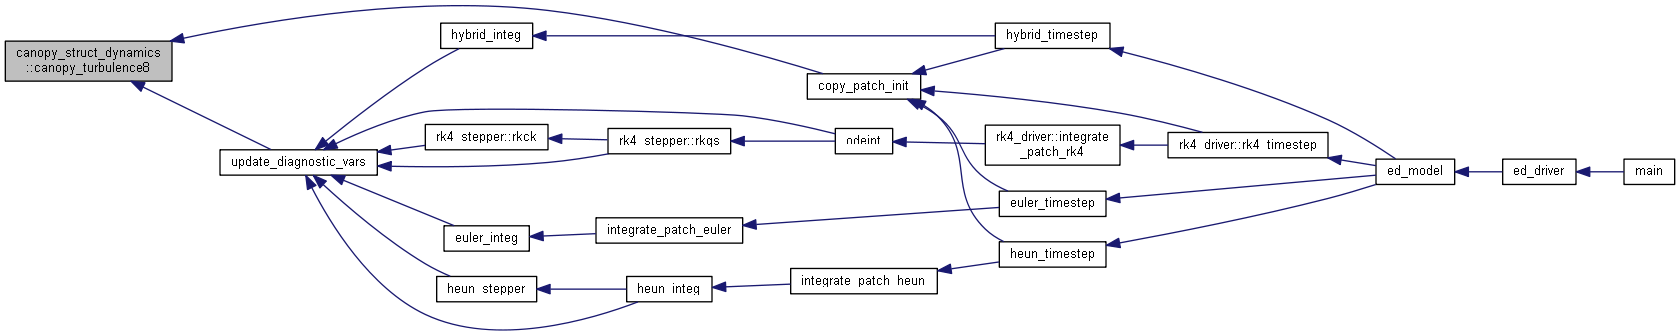 canopy_struct_dynamics
::canopy_turbulence8
update_diagnostic_vars
hybrid_integ
rk4_stepper::rkck
rk4_stepper::rkqs
euler_integ
integrate_patch_euler
heun_stepper
heun_integ
integrate_patch_heun
copy_patch_init
odeint
hybrid_timestep
rk4_driver::integrate
_patch_rk4
rk4_driver::rk4_timestep
euler_timestep
heun_timestep
ed_model
ed_driver
main